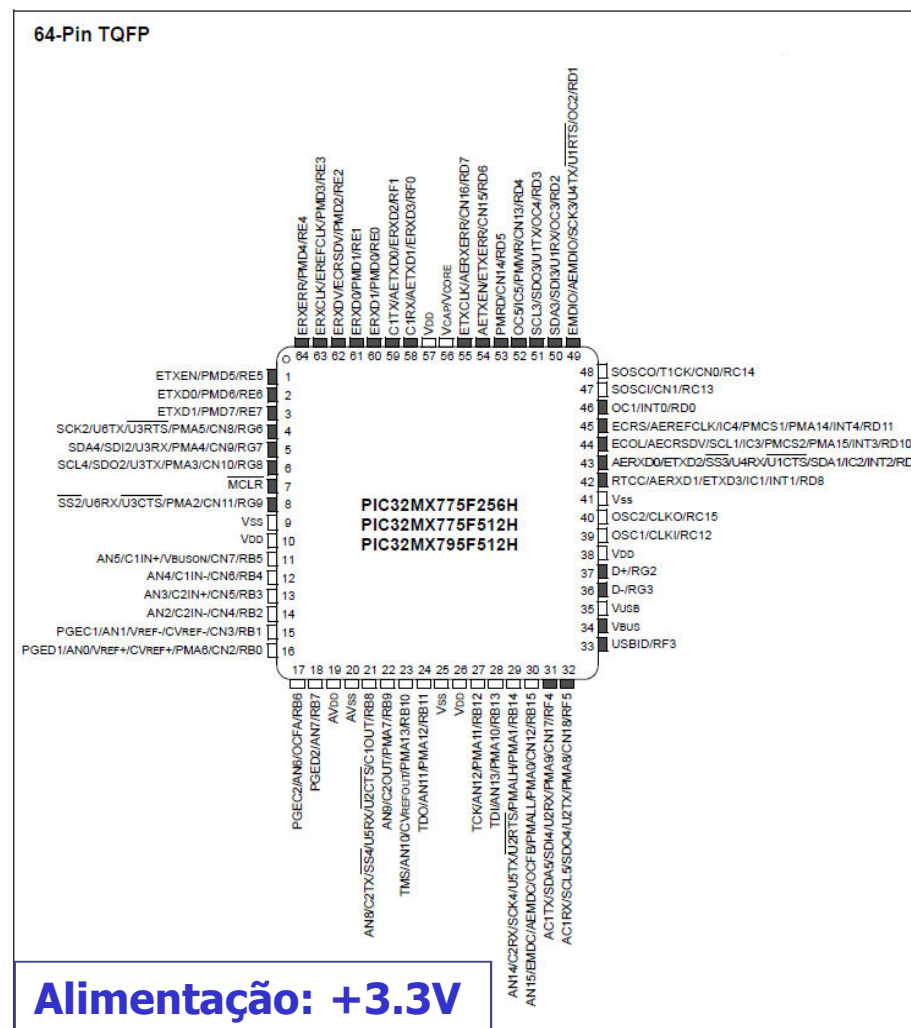 64-Pin TQFP
ERXERR/PMD4/RE4
ERXCLK/EREFCLK/PMD3/RE3
ERXDV/ECRSDV/PMD2/RE2
ERXD0/PMD1/RE1
ERXD1/PMD0/RE0
C1TX/AETXD0/ERXD2/RF1
C1RX/AETXD1/ERXD3/RF0
VDD
VCAP/VCORE
ETXCLK/AERXERR/CN16/RD7
AETXEN/ETXERR/CN15/RD6
PMRD/CN14/RD5
OC5/IC5/PMWR/CN13/RD4
SCL3/SDO3/U1TX/OC4/RD3
SDA3/SDI3/U1RX/OC3/RD2
EMDIO/AEMDIO/SCK3/U4TX/U1RTS/OC2/RD1
64 63 62 61 60 59 58 57 56 55 54 53 52 51 50 49
ETXEN/PMD5/RE5 1
ETXD0/PMD6/RE6 2
ETXD1/PMD7/RE7 3
SCK2/U6TX/U3RTS/PMA5/CN8/RG6 4
SDA4/SDI2/U3RX/PMA4/CN9/RG7 5
SCL4/SDO2/U3TX/PMA3/CN10/RG8 6
MCLR 7
SS2/U6RX/U3CTS/PMA2/CN11/RG9 8
VSS 9
VDD 10
AN5/C1IN+/VBUSON/CN7/RB5 11
AN4/C1IN-/CN6/RB4 12
AN3/C2IN+/CN5/RB3 13
AN2/C2IN-/CN4/RB2 14
PGEC1/AN1/VREF-/CVREF-/CN3/RB1 15
PGED1/AN0/VREF+/CVREF+/PMA6/CN2/RB0 16
PIC32MX775F256H
PIC32MX775F512H
PIC32MX795F512H
48 SOSCO/T1CK/CN0/RC14
47 SOSCI/CN1/RC13
46 OC1/INT0/RD0
45 ECRS/AEREFCLK/IC4/PMCS1/PMA14/INT4/RD11
44 ECOL/AECRSDV/SCL1/IC3/PMCS2/PMA15/INT3/RD10
43 AERXD0/ETXD2/SS3/U4RX/U1CTS/SDA1/IC2/INT2/RD
42 RTCC/AERXD1/ETXD3/IC1/INT1/RD8
41 Vss
40 OSC2/CLKO/RC15
39 OSC1/CLKI/RC12
38 VDD
37 D+/RG2
36 D-/RG3
35 VUSB
34 VBUS
33 USBID/RF3
17 18 19 20 21 22 23 24 25 26 27 28 29 30 31 32
PGEC2/AN6/OCFA/RB6
PGED2/AN7/RB7
AVDD
AVSS
AN8/C2TX/SS4/U5RX/U2CTS/C1OUT/RB8
AN9/C2OUT/PMA7/RB9
TMS/AN10/CVREFOUT/PMA13/RB10
TDO/AN11/PMA12/RB11
VSS
VDD
TCK/AN12/PMA11/RB12
TDI/AN13/PMA10/RB13
AN14/C2RX/SCK4/U5TX/U2RTS/PMALH/PMA1/RB14
AN15/EMDC/AEMDC/OCFB/PMALL/PMA0/CN12/RB15
AC1TX/SDA5/SDI4/U2RX/PMA9/CN17/RF4
AC1RX/SCL5/SDO4/U2TX/PMA8/CN18/RF5
Alimentação: +3.3V